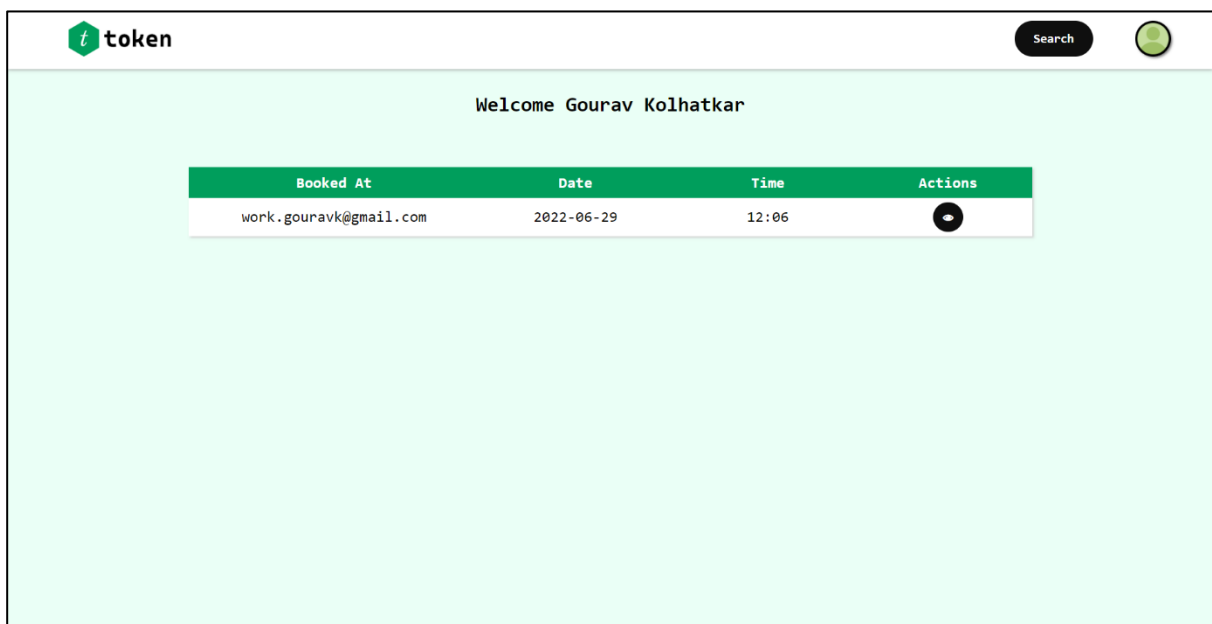 t token
Search
Welcome Gourav Kolhatkar
Booked At Date Time Actions
work.gouravk@gmail.com 2022-06-29 12:06